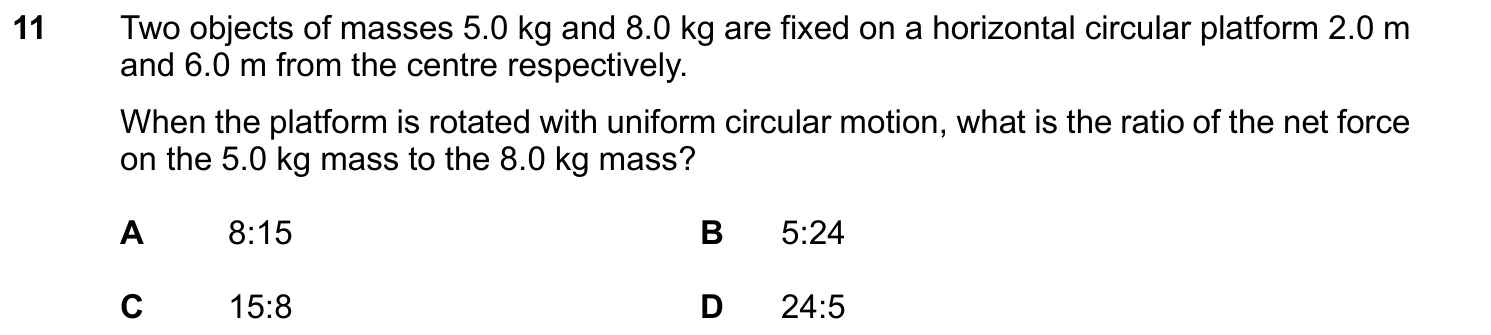 11 Two objects of masses 5.0 kg and 8.0 kg are fixed on a horizontal circular platform 2.0 m
and 6.0 m from the centre respectively.
When the platform is rotated with uniform circular motion, what is the ratio of the net force
on the 5.0 kg mass to the 8.0 kg mass?
A 8:15 B 5:24
C 15:8 D 24:5